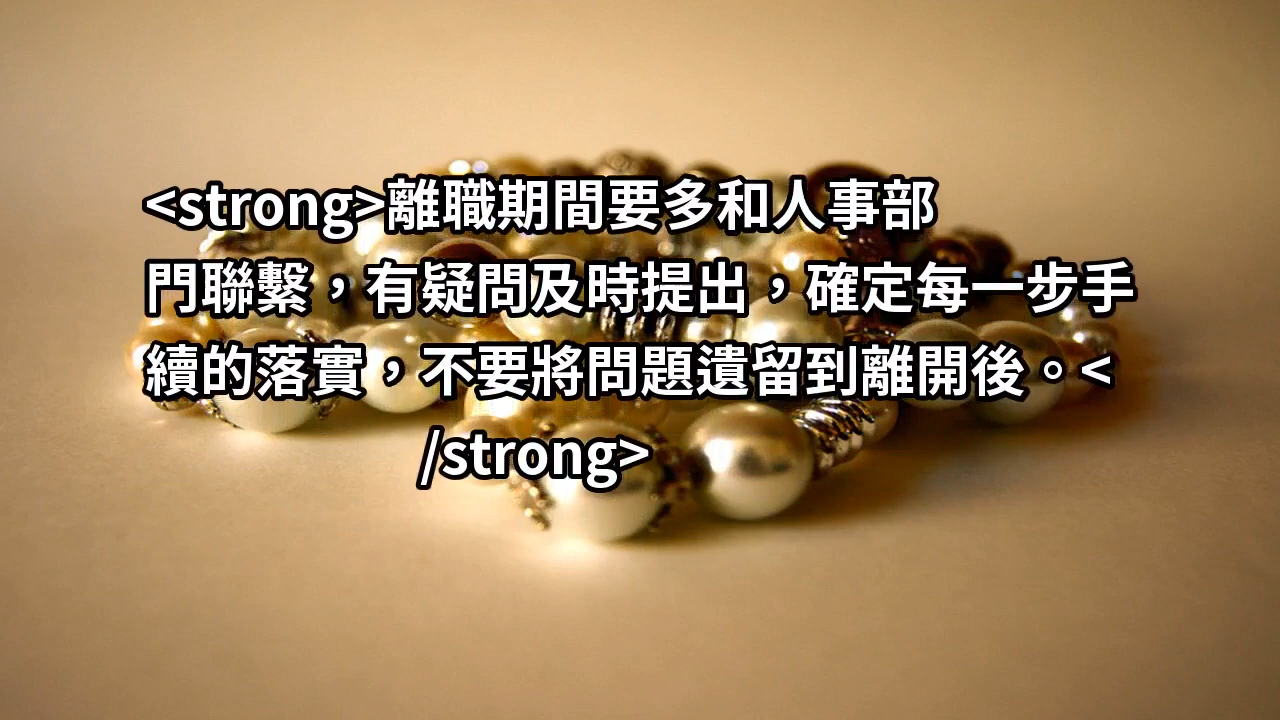 <strong>離職期間要多和人事部
門聯繫，有疑問及時提出，確定每一步手
續的落實，不要將問題遺留到離開後。<
/strong>